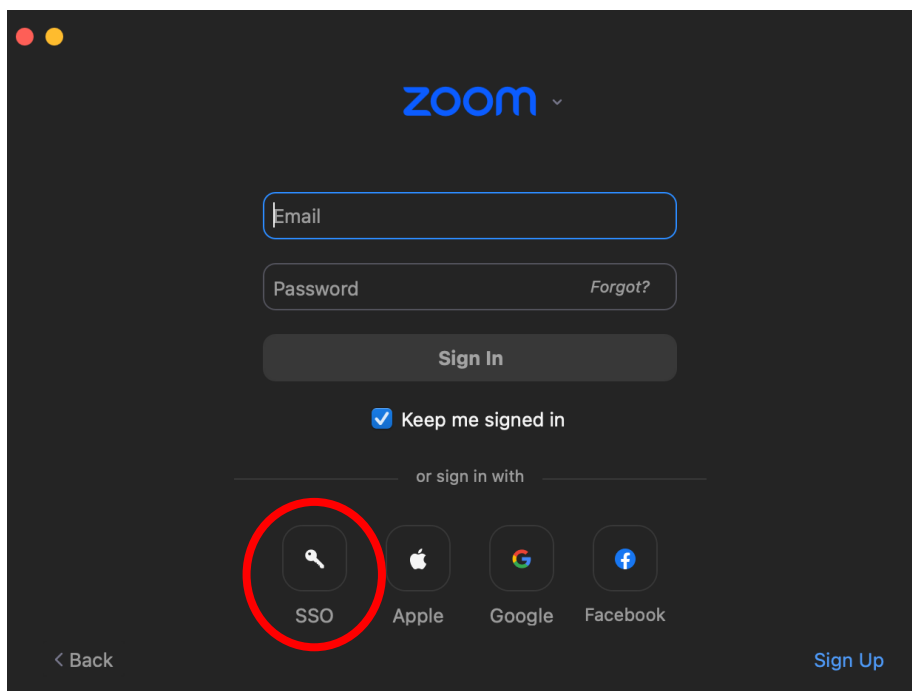 zoom
Email
Password Forgot?
Sign In
Keep me signed in
or sign in with
SSO Apple Google Facebook
< Back Sign Up